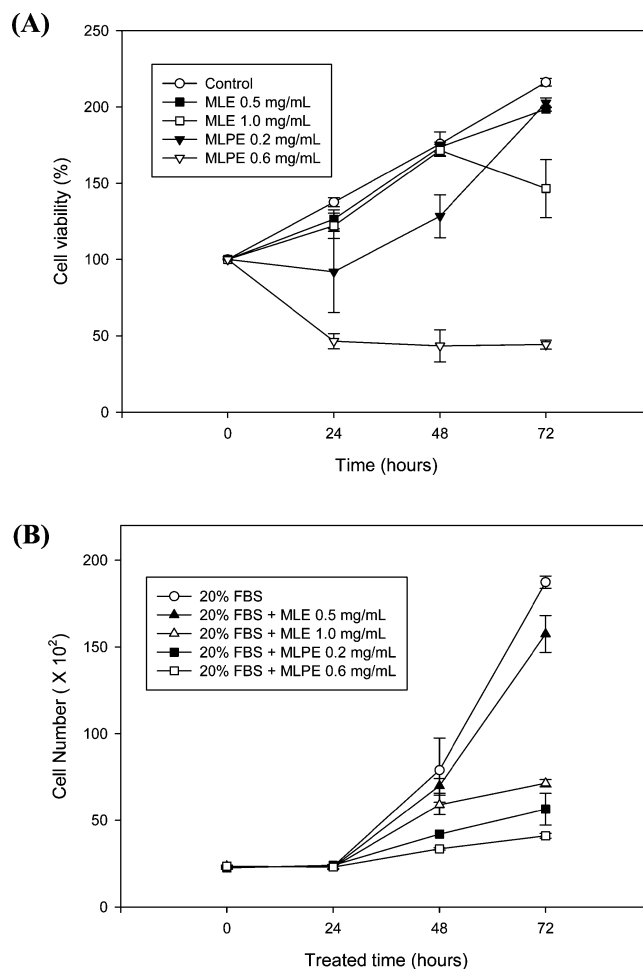 (A)
250
200
150
100
50
0
Cell viability (%)
Control
MLE 0.5 mg/mL
MLE 1.0 mg/mL
MLPE 0.2 mg/mL
MLPE 0.6 mg/mL
0 24 48 72
Time (hours)
(B)
200
150
100
50
0
Cell Number ( X 10²)
20% FBS
20% FBS + MLE 0.5 mg/mL
20% FBS + MLE 1.0 mg/mL
20% FBS + MLPE 0.2 mg/mL
20% FBS + MLPE 0.6 mg/mL
0 24 48 72
Treated time (hours)